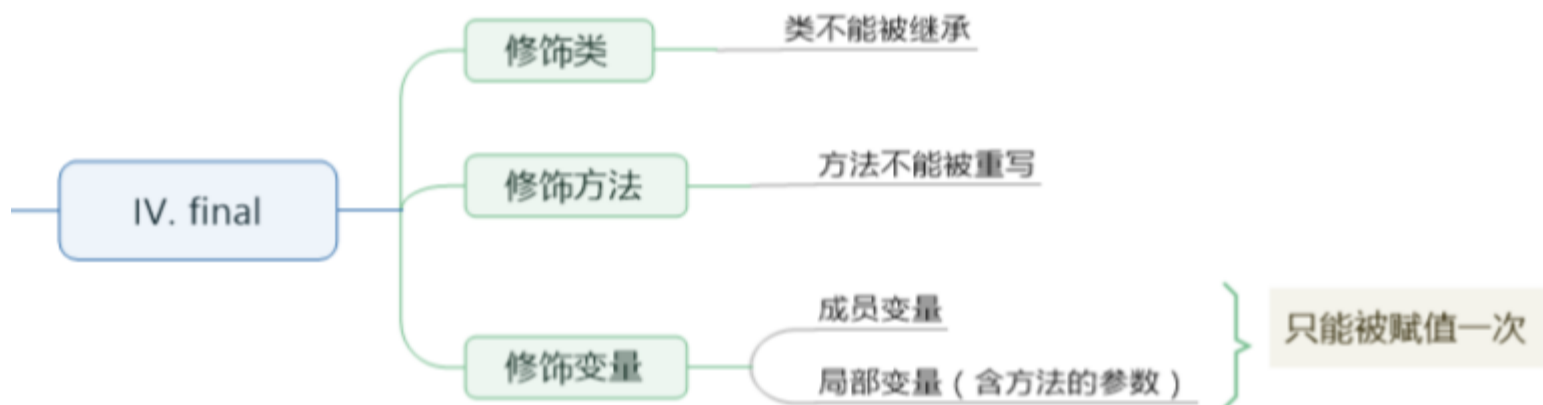 修饰类
类不能被继承
IV. final
修饰方法
方法不能被重写
修饰变量
成员变量
局部变量（含方法的参数）
只能被赋值一次